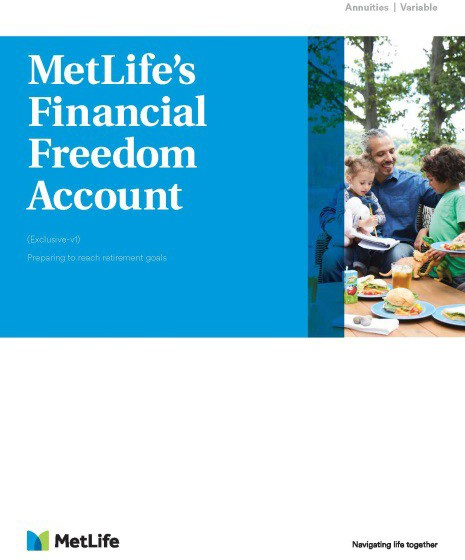 Annuities | Variable
MetLife's
Financial
Freedom
Account
(Exclusive-v1)
Preparing to reach retirement goals
MetLife
Navigating life together